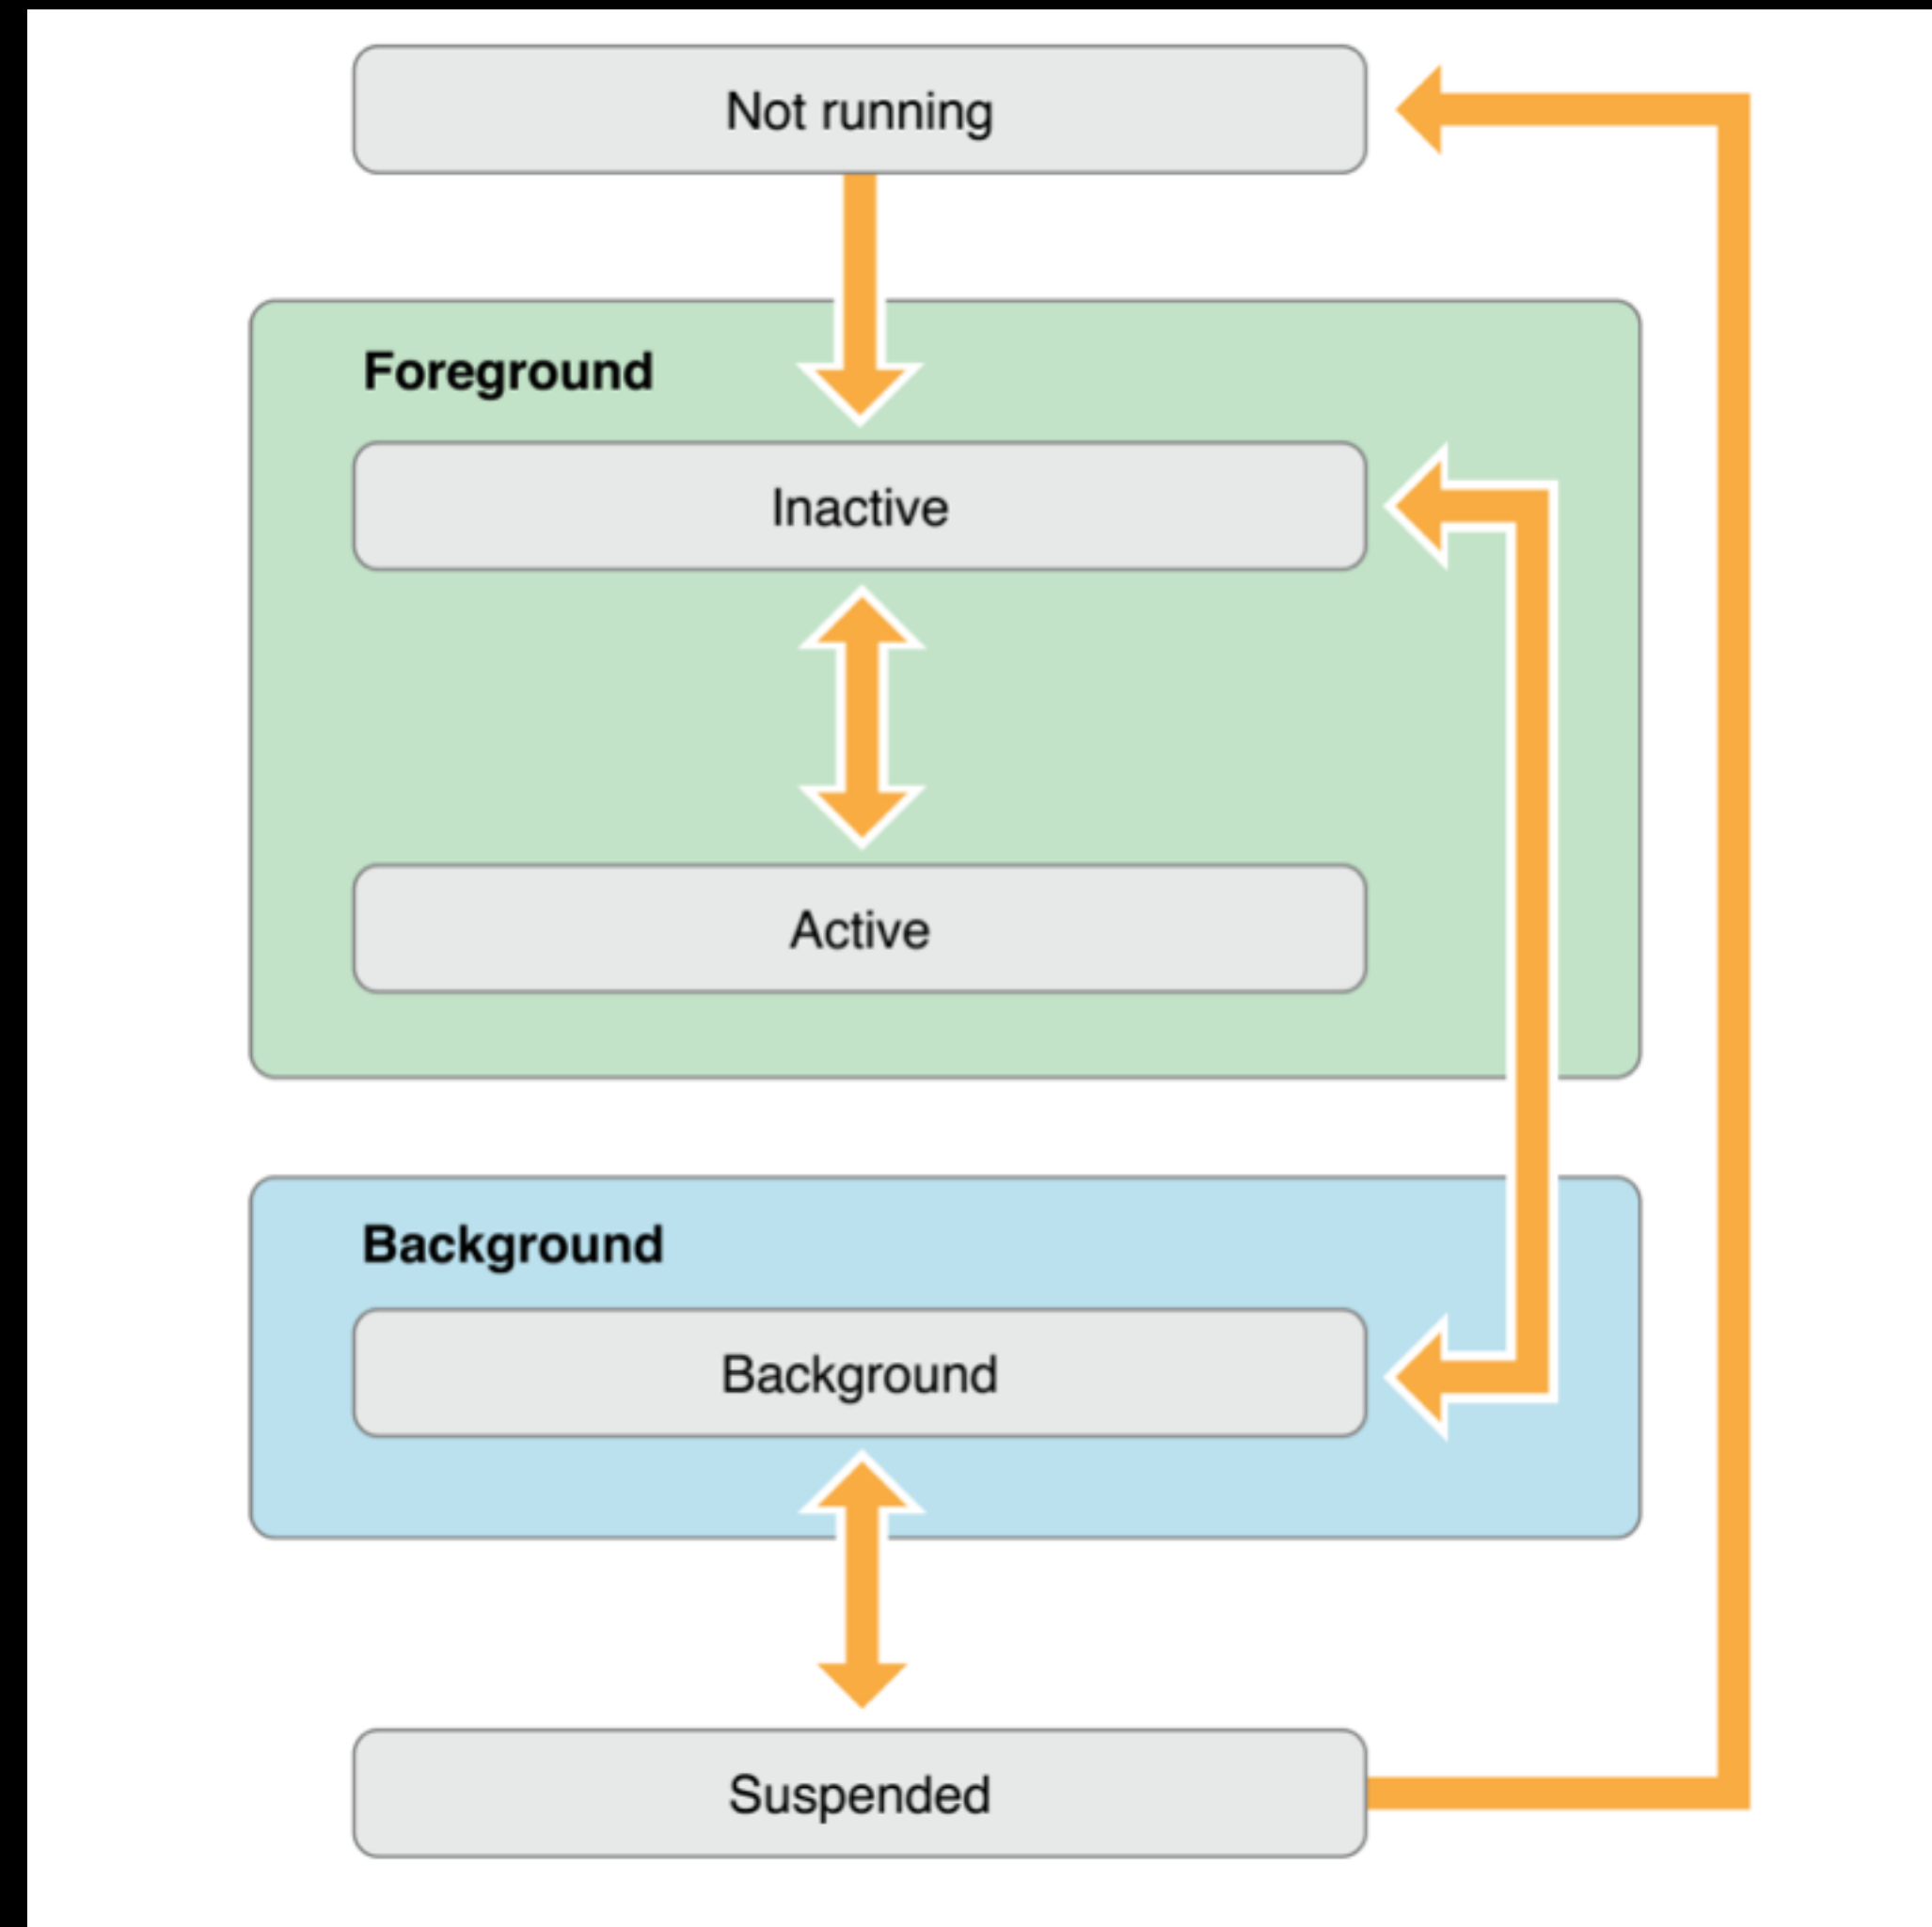 Not running
Foreground
Inactive
Active
Background
Background
Suspended